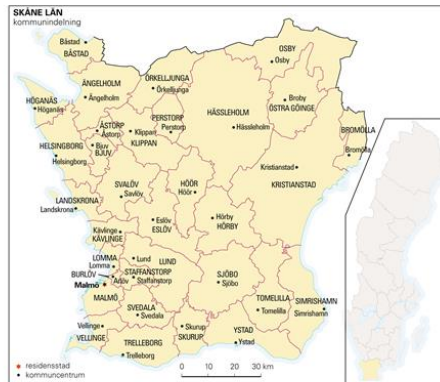 SKÅNE LÄN
kommunindelning
Båstad
BÅSTAD
OSBY
Osby
ÄNGELHOLM
Ängelholm
ÖRKELLJUNGA
Örkelljunga
HÖGANÄS
Höganäs
PERSTORP
Perstorp
HÄSSLEHOLM
Hässleholm
Broby
ÖSTRA GÖINGE
ÅSTORP
Åstorp
Klippan
KLIPPAN
Bjuv
BJUV
BROMÖLLA
Bromölla
HELSINGBORG
Helsingborg
Kristianstad
KRISTIANSTAD
SVALÖV
Svalöv
HÖÖR
Höör
LANDSKRONA
Landskrona
Eslöv
ESLÖV
Hörby
HÖRBY
Kävlinge
KÄVLINGE
LOMMA
Lomma
Lund
LUND
BURLÖV
Arlöv
STAFFANSTORP
Staffanstorp
SJÖBO
Sjöbo
Malmö
MALMÖ
SVEDALA
Svedala
TOMELILLA
Tomelilla
SIMRISHAMN
Simrishamn
Vellinge
VELLINGE
TRELLEBORG
Trelleborg
Skurup
SKURUP
YSTAD
Ystad
residensstad
kommuncentrum
0 10 20 30 km